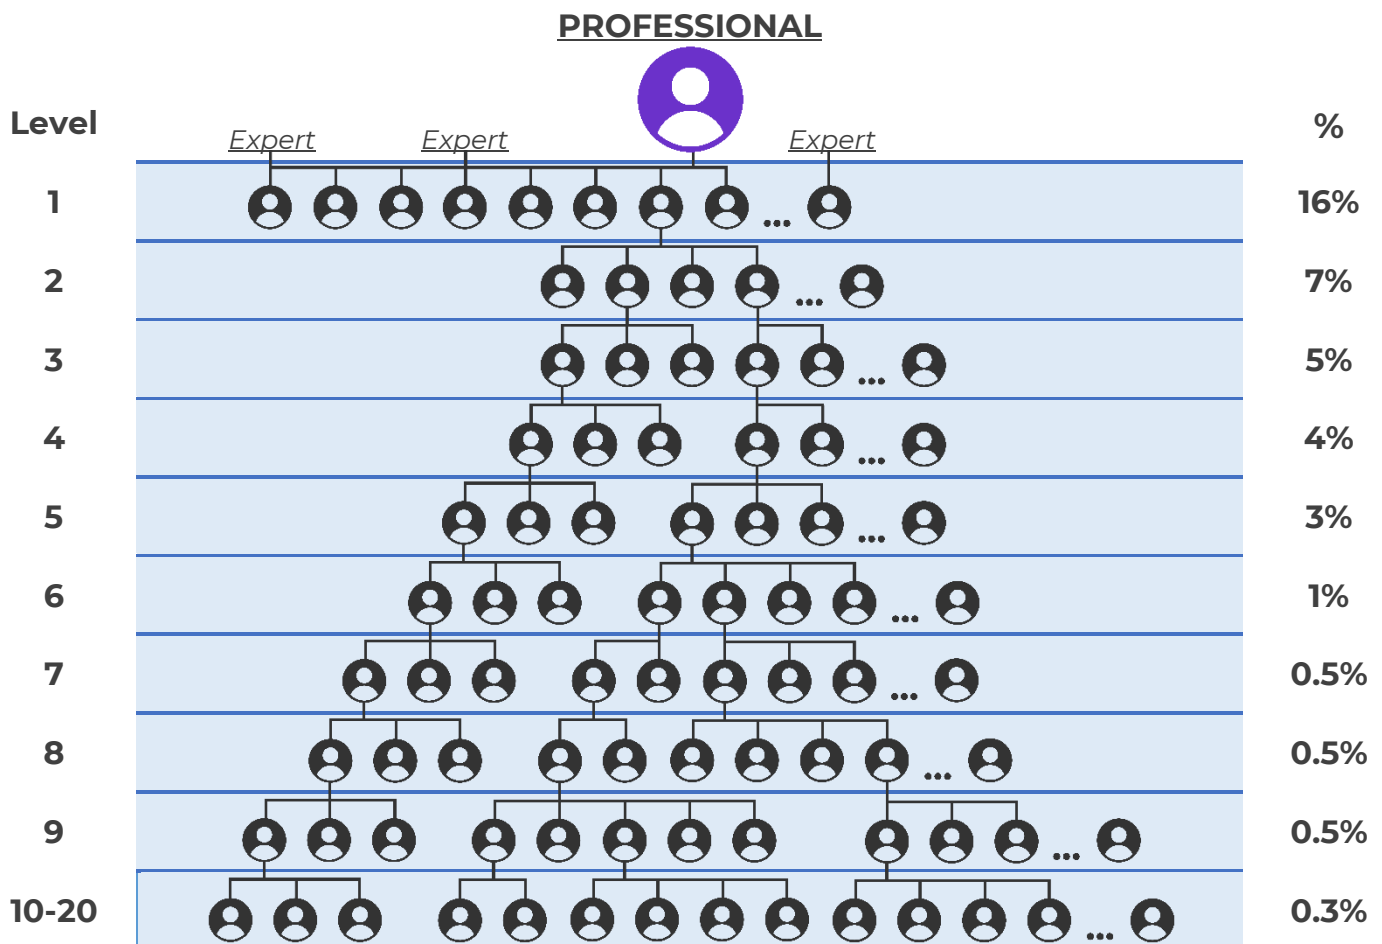 PROFESSIONAL
Level
Expert Expert Expert
%
1 ... 16%
2 ... 7%
3 ... 5%
4 ... 4%
5 ... 3%
6 ... 1%
7 ... 0.5%
8 ... 0.5%
9 ... 0.5%
10-20 ... 0.3%